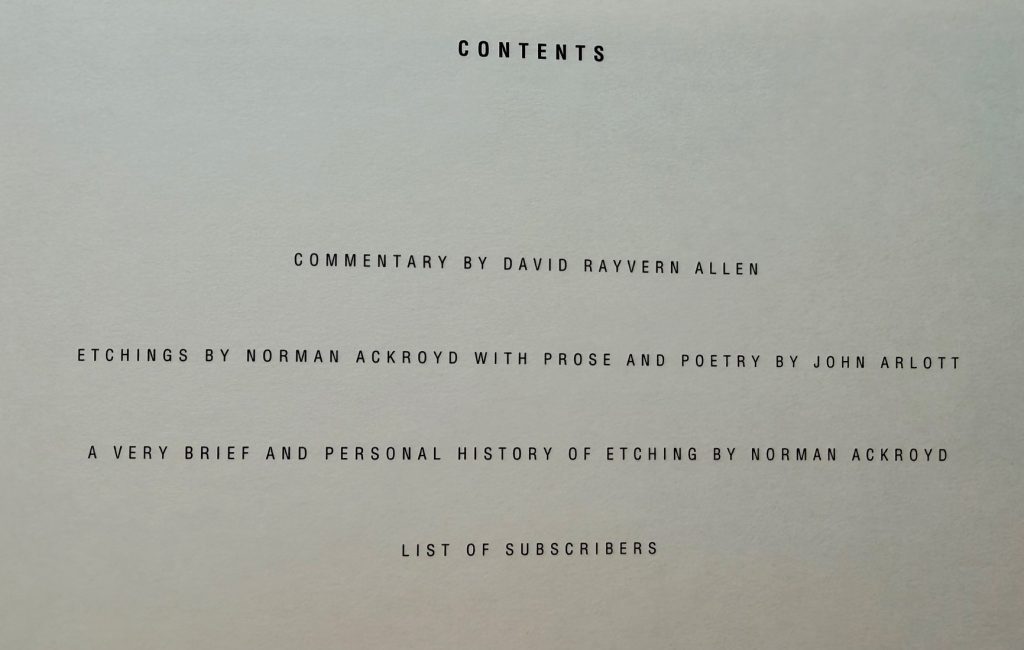 CONTENTS
COMMENTARY BY DAVID RAYVERN ALLEN
ETCHINGS BY NORMAN ACKROYD WITH PROSE AND POETRY BY JOHN ARLOTT
A VERY BRIEF AND PERSONAL HISTORY OF ETCHING BY NORMAN ACKROYD
LIST OF SUBSCRIBERS